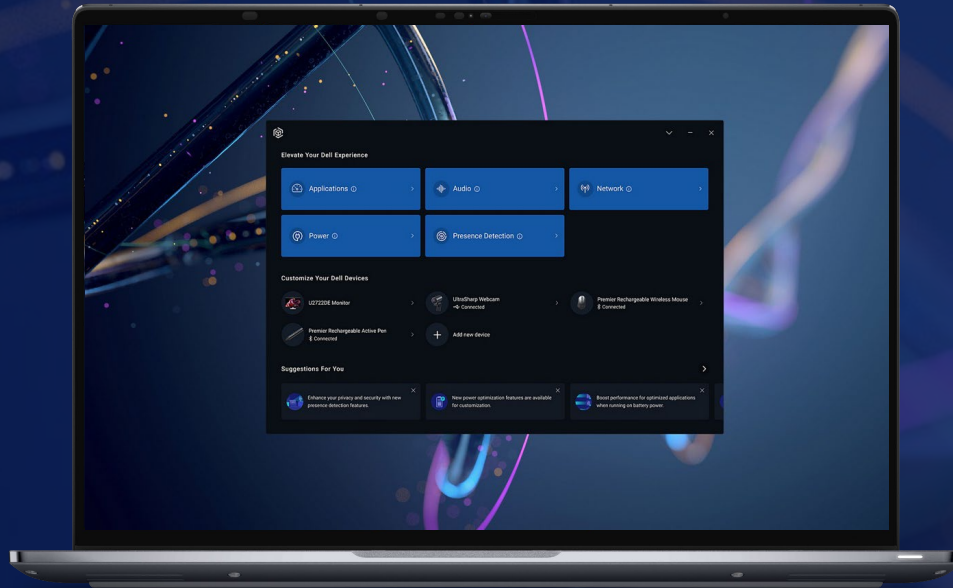 Elevate Your Dell Experience
Applications
Audio
Network
Power
Presence Detection
Customize Your Dell Devices
U2722DE Monitor
UltraSharp Webcam
Connected
Premier Rechargeable Wireless Mouse
Connected
Premier Rechargeable Active Pen
Connected
Add new device
Suggestions For You
Enhance your privacy and security with new
presence detection features.
New power optimization features are available
for customization.
Boost performance for optimized applications
when running on battery power.